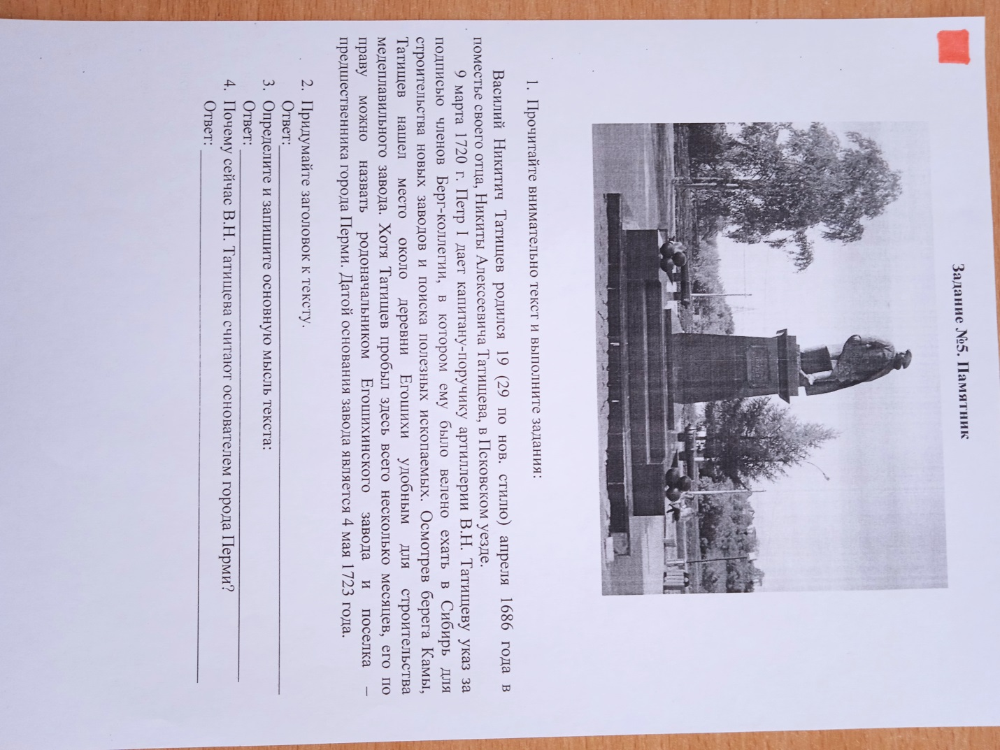 Задание №5. Памятник
1. Прочитайте внимательно текст и выполните задания:
Василий Никитич Татищев родился 19 (29 по нов. стилю) апреля 1686 года в
поместье своего отца, Никиты Алексеевича Татищева, в Псковском уезде.
9 марта 1720 г. Петр I дает капитану-поручику артиллерии В.Н. Татищеву указ за
подписью членов Берг-коллегии, в котором ему было велено ехать в Сибирь для
строительства новых заводов и поиска полезных ископаемых. Осмотрев берега Камы,
Татищев нашел место около деревни Егошихи удобным для строительства
медеплавильного завода. Хотя Татищев пробыл здесь всего несколько месяцев, его по
праву можно назвать родоначальником Егошихинского завода и поселка –
предшественника города Перми. Датой основания завода является 4 мая 1723 года.
2. Придумайте заголовок к тексту.
Ответ:
3. Определите и запишите основную мысль текста:
Ответ:
4. Почему сейчас В.Н. Татищева считают основателем города Перми?
Ответ: